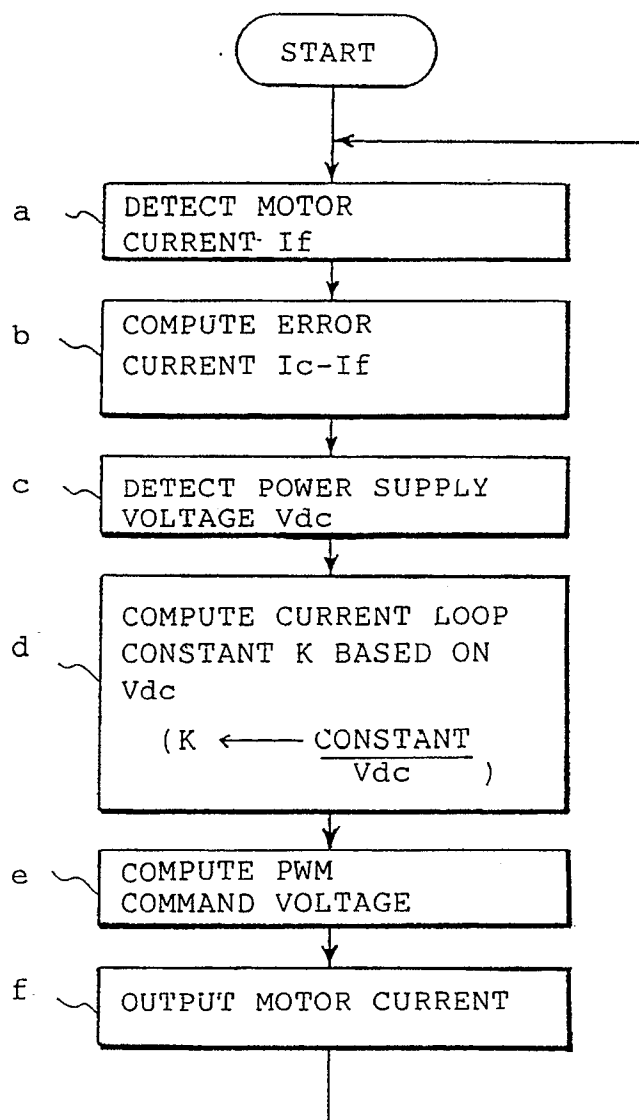 START
a
DETECT MOTOR
CURRENT If
b
COMPUTE ERROR
CURRENT Ic-If
c
DETECT POWER SUPPLY
VOLTAGE Vdc
d
COMPUTE CURRENT LOOP
CONSTANT K BASED ON
Vdc
(K ← CONSTANT
Vdc )
e
COMPUTE PWM
COMMAND VOLTAGE
f
OUTPUT MOTOR CURRENT